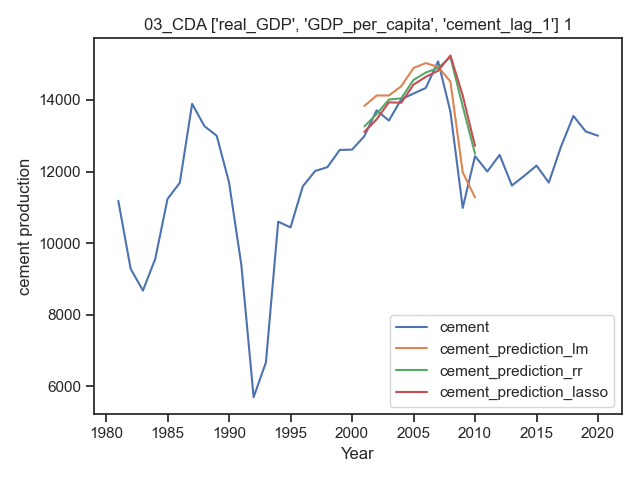 03_CDA ['real_GDP', 'GDP_per_capita', 'cement_lag_1'] 1
14000
12000
10000
8000
6000
cement production
cement
cement_prediction_lm
cement_prediction_rr
cement_prediction_lasso
1980 1985 1990 1995 2000 2005 2010 2015 2020
Year